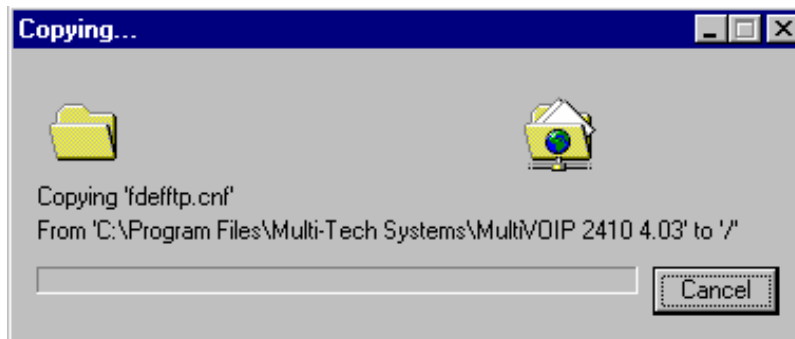 Copying...
Copying 'fdefftp.cnf'
From 'C:\Program Files\Multi-Tech Systems\MultiVOIP 2410 4.03' to '/'
Cancel